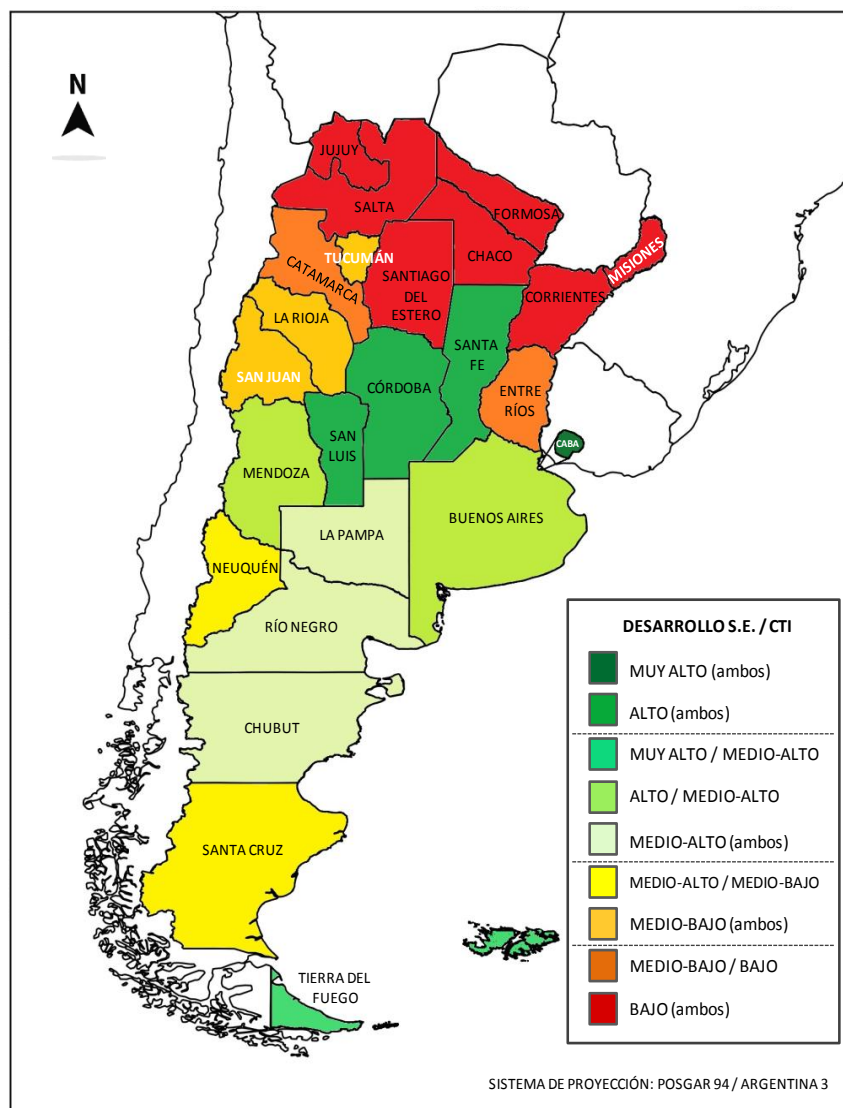 N
JUJUY
SALTA
FORMOSA
CHACO
MISIONES
TUCUMÁN
CATAMARCA
SANTIAGO
DEL
ESTERO
CORRIENTES
LA RIOJA
SANTA
FE
SAN JUAN
CÓRDOBA
ENTRE
RÍOS
SAN
LUIS
CABA
MENDOZA
BUENOS AIRES
LA PAMPA
NEUQUÉN
RÍO NEGRO
CHUBUT
SANTA CRUZ
TIERRA DEL
FUEGO
DESARROLLO S.E. / CTI
MUY ALTO (ambos)
ALTO (ambos)
MUY ALTO / MEDIO-ALTO
ALTO / MEDIO-ALTO
MEDIO-ALTO (ambos)
MEDIO-ALTO / MEDIO-BAJO
MEDIO-BAJO (ambos)
MEDIO-BAJO / BAJO
BAJO (ambos)
SISTEMA DE PROYECCIÓN: POSGAR 94 / ARGENTINA 3